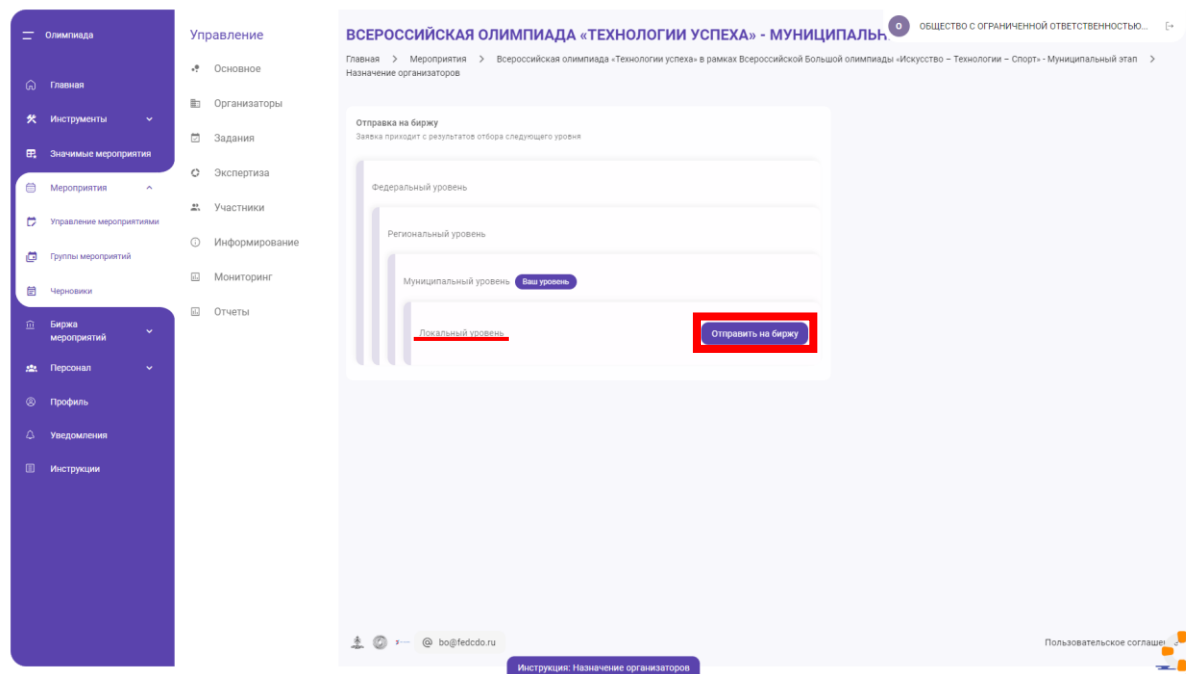 Олимпиада
Главная
Инструменты
Значимые мероприятия
Мероприятия
Управление мероприятиями
Группы мероприятий
Черновики
Биржа
мероприятий
Персонал
Профиль
Уведомления
Инструкции
Управление
Основное
Организаторы
Задания
Экспертиза
Участники
Информирование
Мониторинг
Отчеты
ВСЕРОССИЙСКАЯ ОЛИМПИАДА «ТЕХНОЛОГИИ УСПЕХА» - МУНИЦИПАЛЬН
О ОБЩЕСТВО С ОГРАНИЧЕННОЙ ОТВЕТСТВЕННОСТЬЮ...
Главная > Мероприятия > Всероссийская олимпиада «Технологии успеха» в рамках Всероссийской Большой олимпиады «Искусство – Технологии – Спорт» - Муниципальный этап >
Назначение организаторов
Отправка на биржу
Заявка приходит с результатов отбора следующего уровня
Федеральный уровень
Региональный уровень
Муниципальный уровень Ваш уровень
Локальный уровень Отправить на биржу
@ bo@fedcdo.ru
Пользовательское соглаше
Инструкция: Назначение организаторов